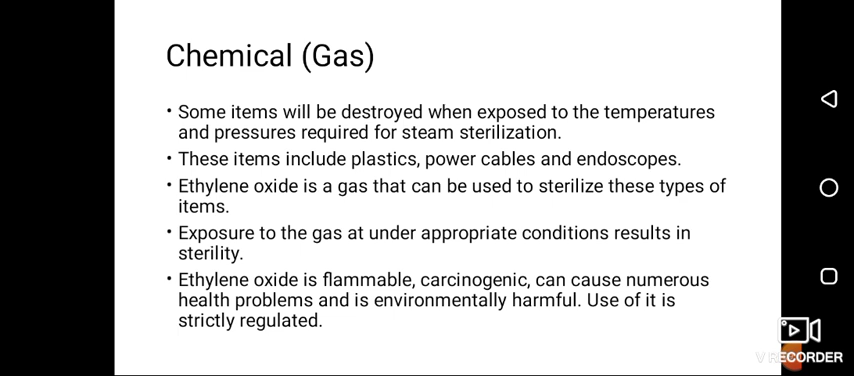 Chemical (Gas)
• Some items will be destroyed when exposed to the temperatures
and pressures required for steam sterilization.
• These items include plastics, power cables and endoscopes.
• Ethylene oxide is a gas that can be used to sterilize these types of
items.
• Exposure to the gas at under appropriate conditions results in
sterility.
• Ethylene oxide is flammable, carcinogenic, can cause numerous
health problems and is environmentally harmful. Use of it is
strictly regulated.
V RECORDER